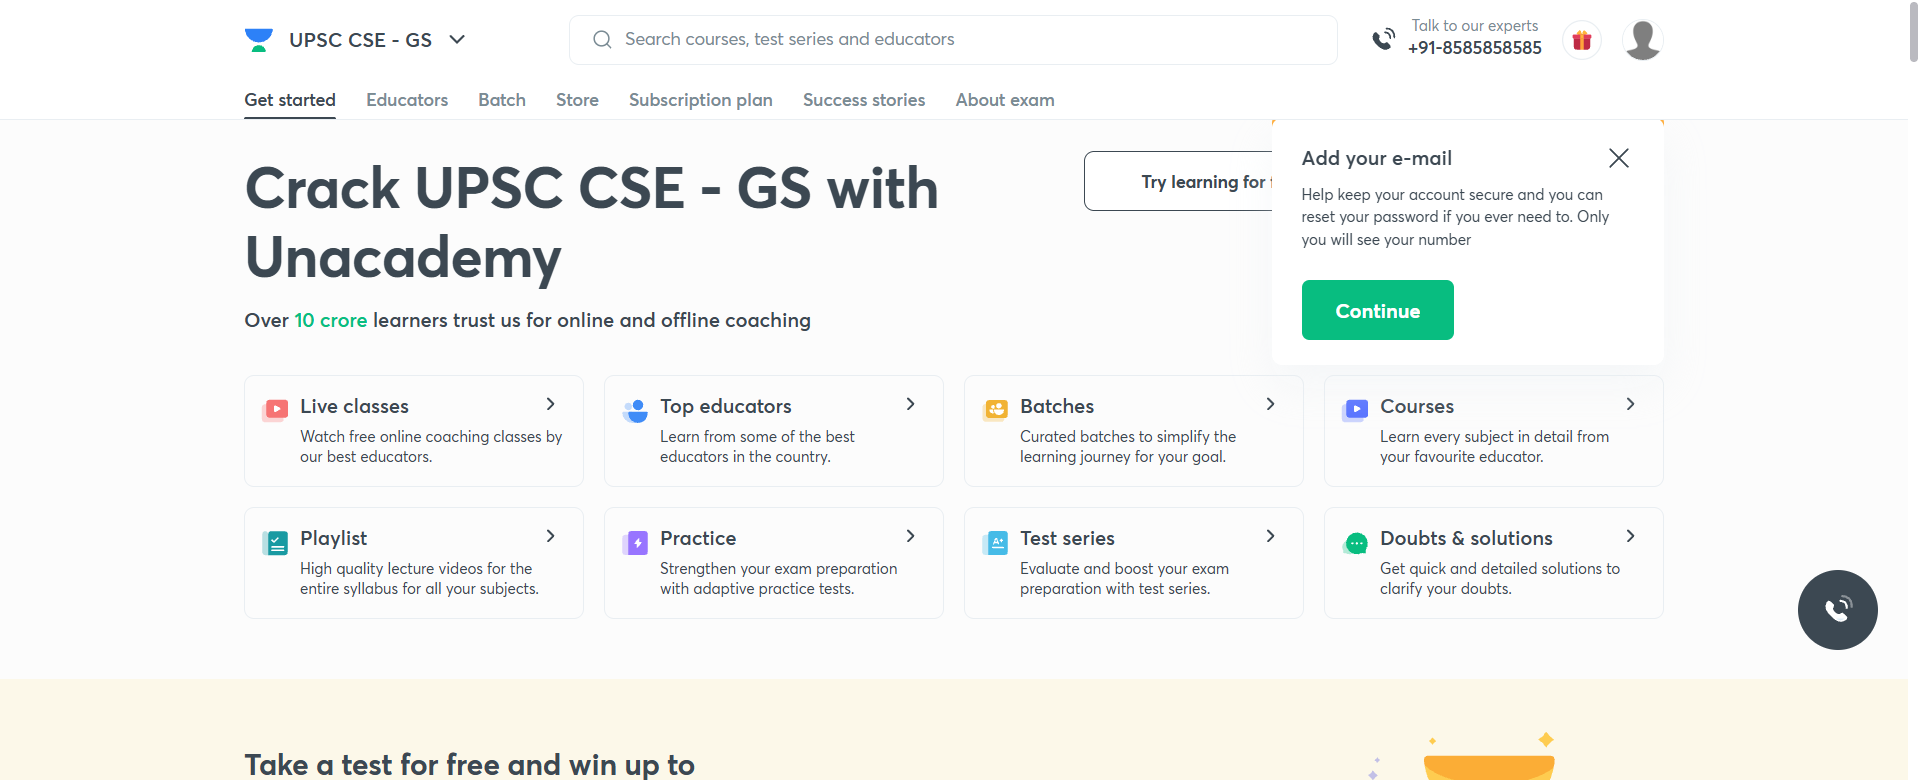 UPSC CSE - GS
Search courses, test series and educators
Talk to our experts
+91-8585858585
Get started
Educators
Batch
Store
Subscription plan
Success stories
About exam
Crack UPSC CSE - GS with
Unacademy
Over 10 crore learners trust us for online and offline coaching
Try learning for
Add your e-mail
Help keep your account secure and you can
reset your password if you ever need to. Only
you will see your number
Continue
Live classes
Watch free online coaching classes by
our best educators.
Top educators
Learn from some of the best
educators in the country.
Batches
Curated batches to simplify the
learning journey for your goal.
Courses
Learn every subject in detail from
your favourite educator.
Playlist
High quality lecture videos for the
entire syllabus for all your subjects.
Practice
Strengthen your exam preparation
with adaptive practice tests.
Test series
Evaluate and boost your exam
preparation with test series.
Doubts & solutions
Get quick and detailed solutions to
clarify your doubts.
Take a test for free and win up to